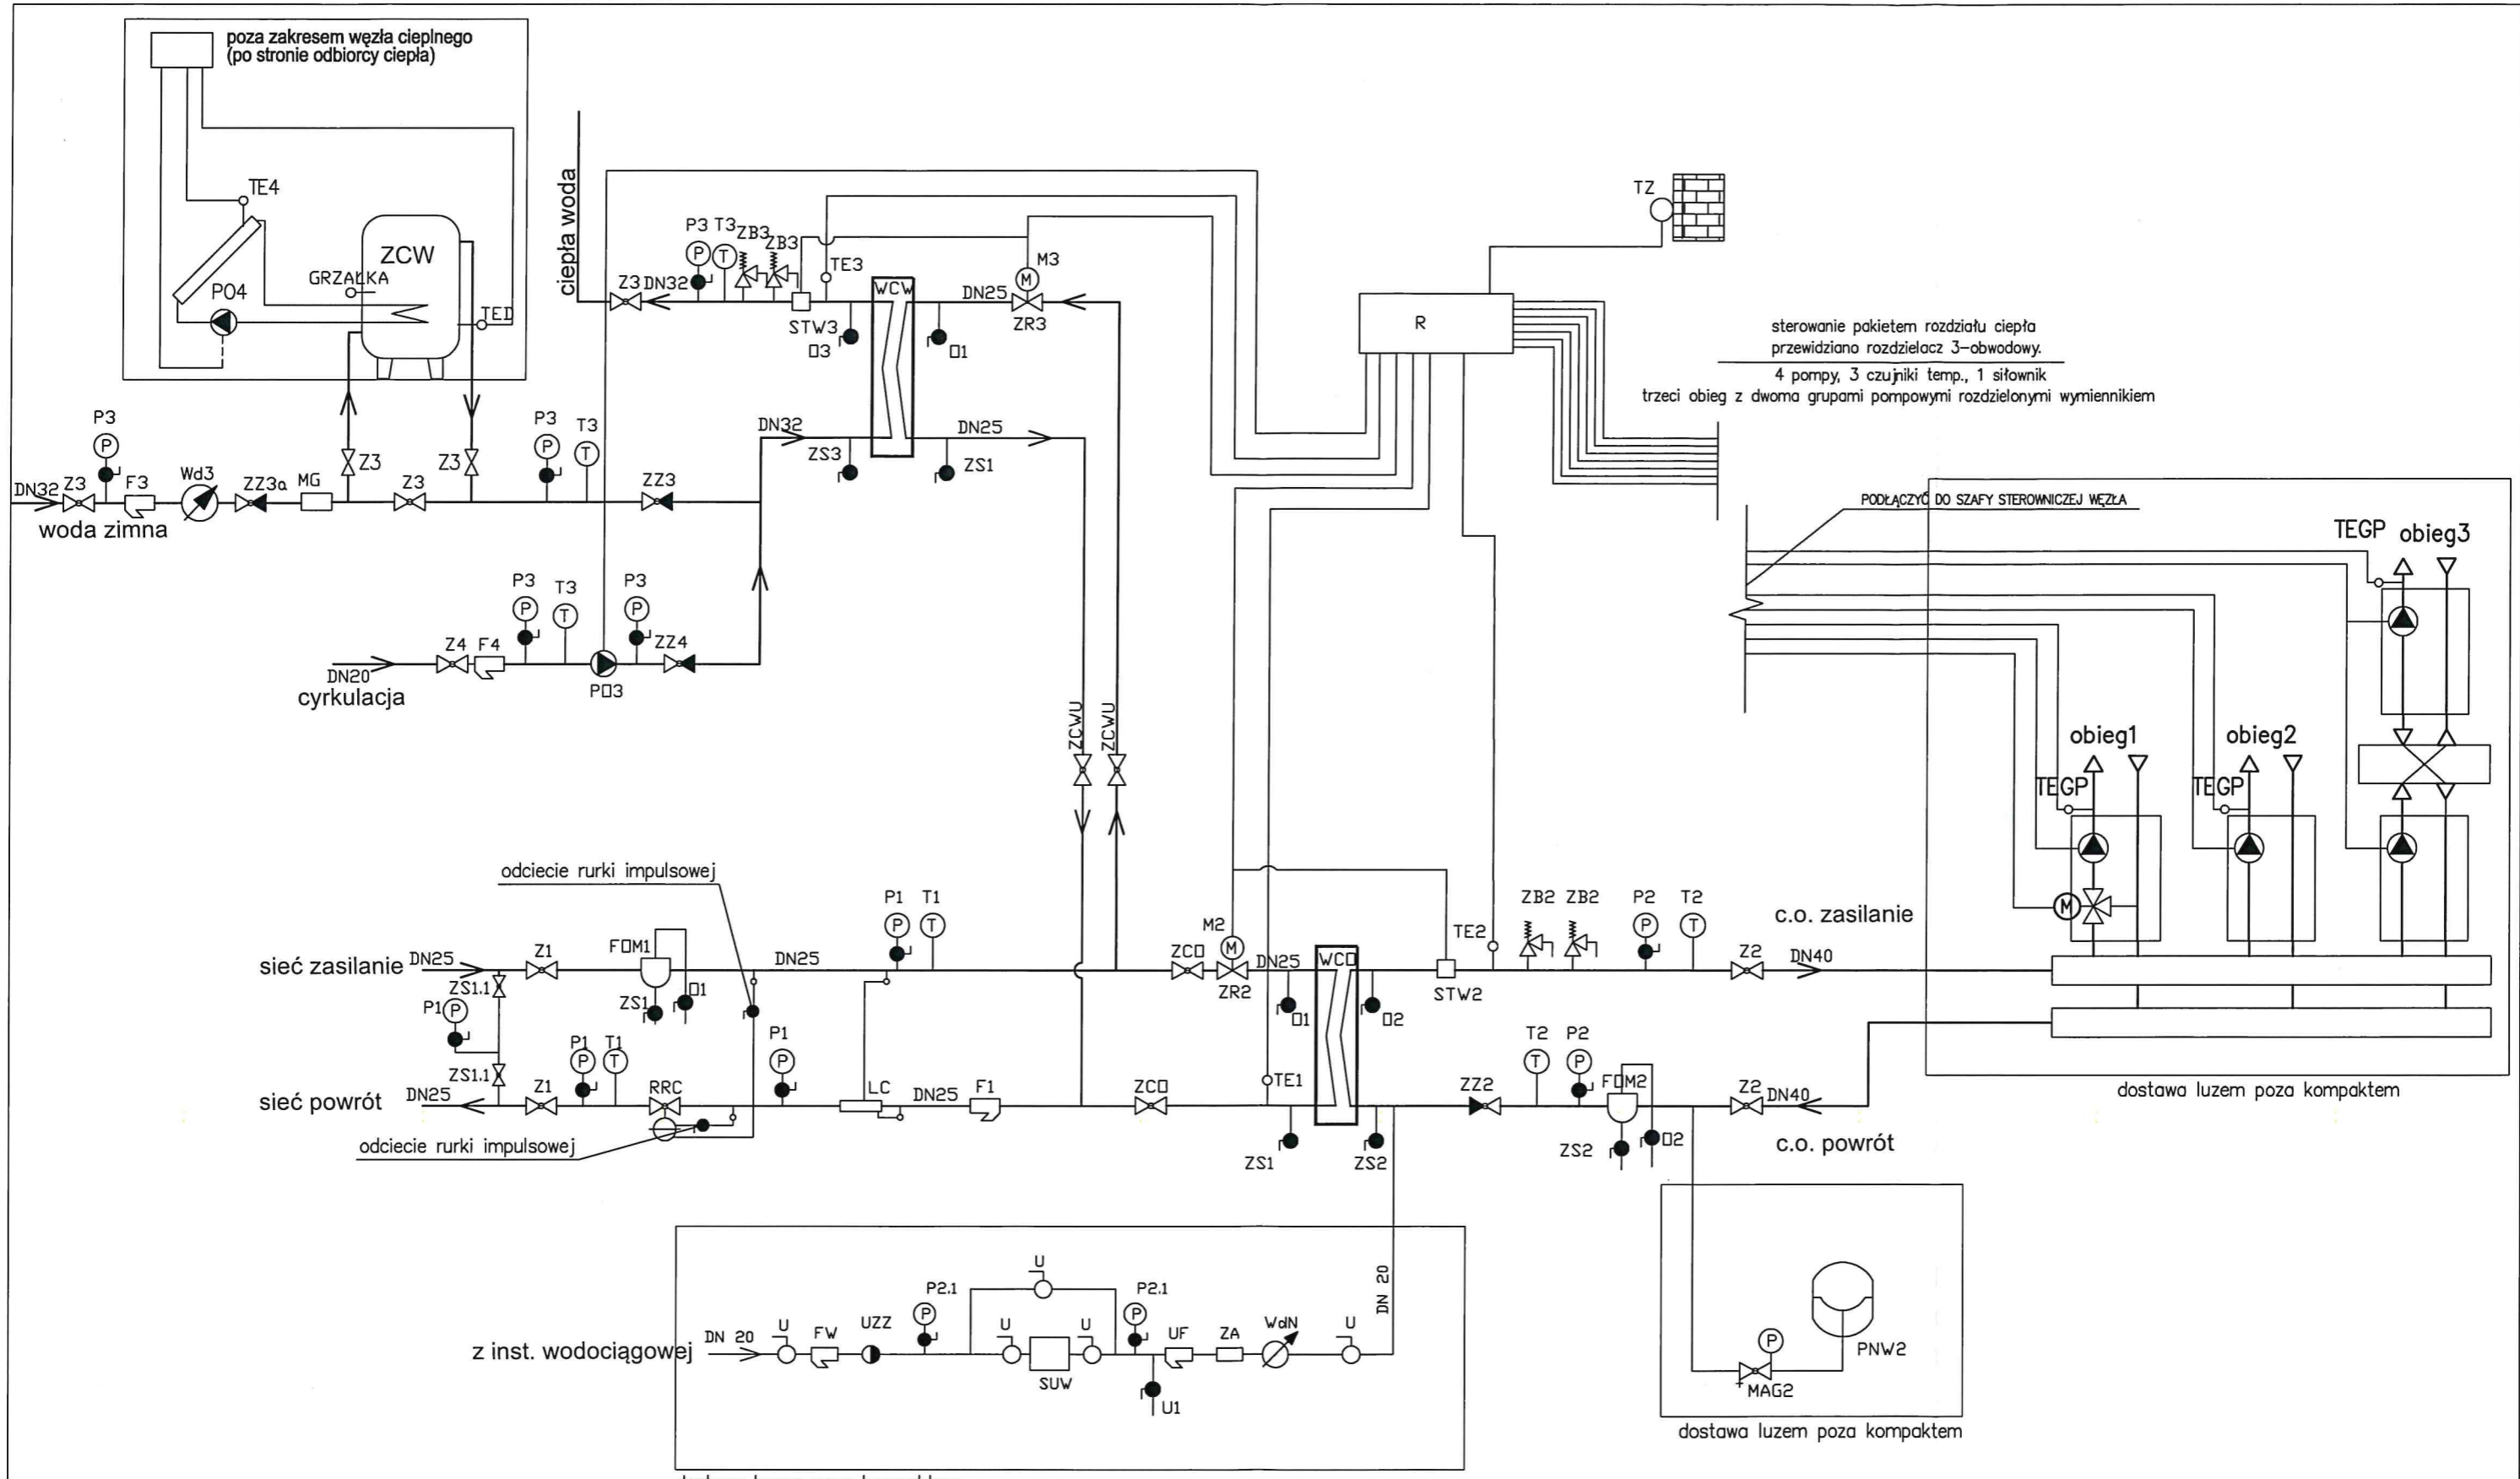 poza zakresem węzła cieplnego
(po stronie odbiorcy ciepła)
TE4
ZCW
GRZAŁKA
PO4
TED
ciepła woda
P3
P
T3
T
ZB3
ZB3
TE3
M3
M
Z3
DN32
STW3
O3
WCW
O1
DN25
ZR3
TZ
R
sterowanie pakietem rozdziału ciepła
przewidziano rozdzielacz 3-obwodowy.
4 pompy, 3 czujniki temp., 1 siłownik
trzeci obieg z dwoma grupami pompowymi rozdzielonymi wymiennikiem
DN32
ZS3
DN25
ZS1
P3
P
DN32
Z3
F3
Wd3
ZZ3a
MG
Z3
Z3
Z3
P3
P
T3
T
ZZ3
woda zimna
P3
P
T3
T
P3
P
Z4
F4
ZZ4
DN20
PO3
cyrkulacja
ZCWU
ZCWU
PODŁĄCZYĆ DO SZAFY STEROWNICZEJ WĘZŁA
TEGP
obieg3
obieg1
obieg2
TEGP
TEGP
M
odciecie rurki impulsowej
sieć zasilanie
DN25
Z1
FOM1
ZS1
O1
DN25
P1
P
T1
T
ZCO
M2
M
ZR2
DN25
O1
WCO
O2
STW2
TE2
ZB2
ZB2
P2
P
T2
T
Z2
DN40
c.o. zasilanie
ZS1.1
P1
P
ZS1.1
sieć powrót
DN25
Z1
P1
P
T1
T
RRC
P1
P
LC
DN25
F1
ZCO
TE1
ZS1
ZS2
ZZ2
T2
T
P2
P
FOM2
ZS2
O2
Z2
DN40
c.o. powrót
odciecie rurki impulsowej
dostawa luzem poza kompaktem
z inst. wodociągowej
DN 20
U
FW
UZZ
P2.1
P
U
U
SUW
U
P2.1
P
U1
UF
ZA
WdN
U
DN 20
P
MAG2
PNW2
dostawa luzem poza kompaktem